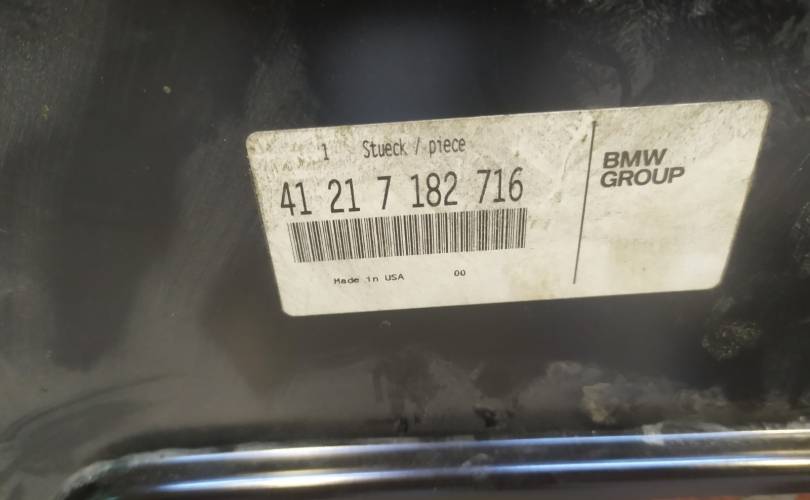 1 Stueck / piece
41 21 7 182 716
Made in USA 00
BMW
GROUP